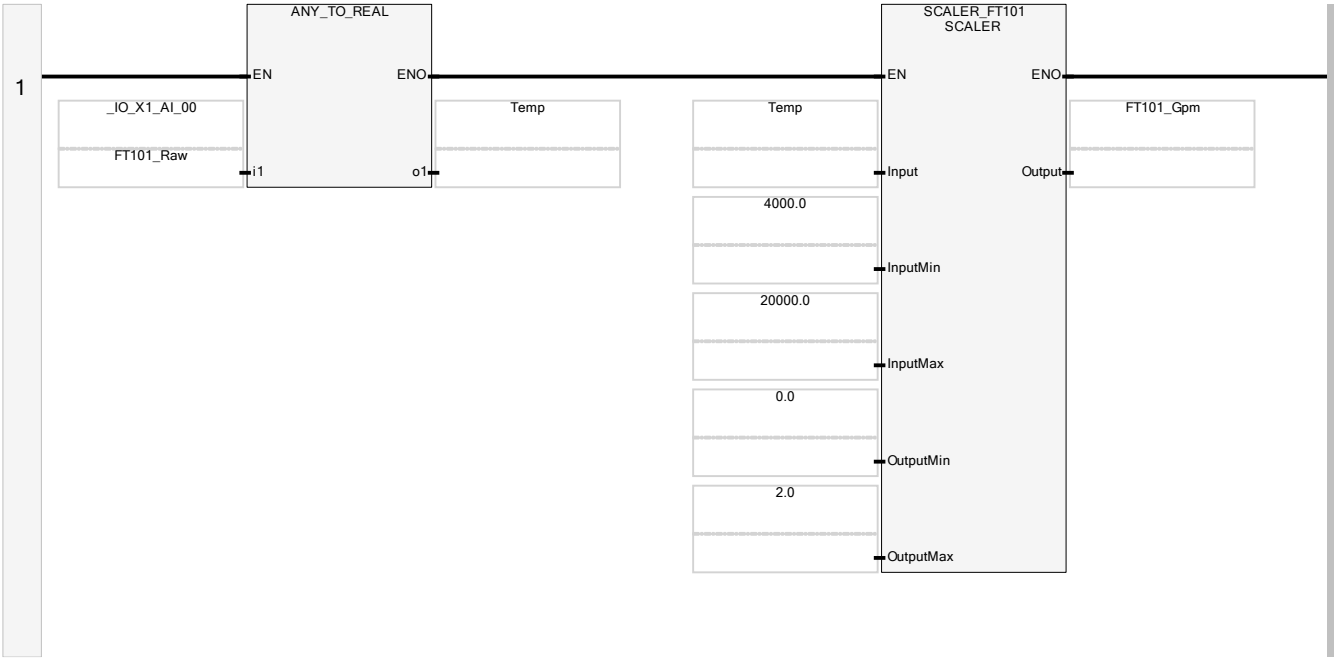 1
ANY_TO_REAL
EN
ENO
_IO_X1_AI_00
FT101_Raw
i1
Temp
o1
SCALER_FT101
SCALER
EN
ENO
Temp
Input
4000.0
InputMin
20000.0
InputMax
0.0
OutputMin
2.0
OutputMax
FT101_Gpm
Output